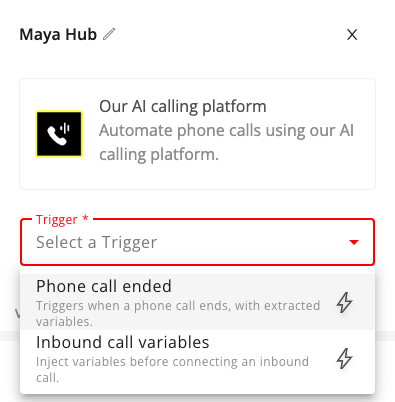 Maya Hub
Our AI calling platform
Automate phone calls using our AI
calling platform.
Trigger *
Select a Trigger
Phone call ended
Triggers when a phone call ends, with extracted
variables.
Inbound call variables
Inject variables before connecting an inbound
call.